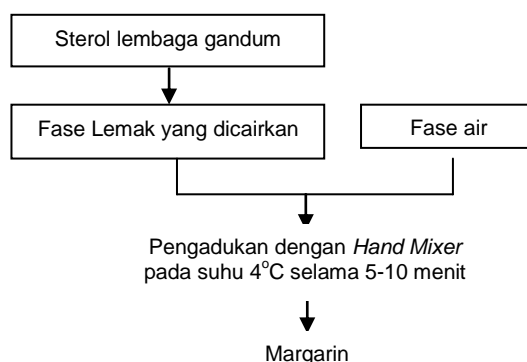 Sterol lembaga gandum
Fase Lemak yang dicairkan
Fase air
Pengadukan dengan Hand Mixer
pada suhu 4°C selama 5-10 menit
Margarin